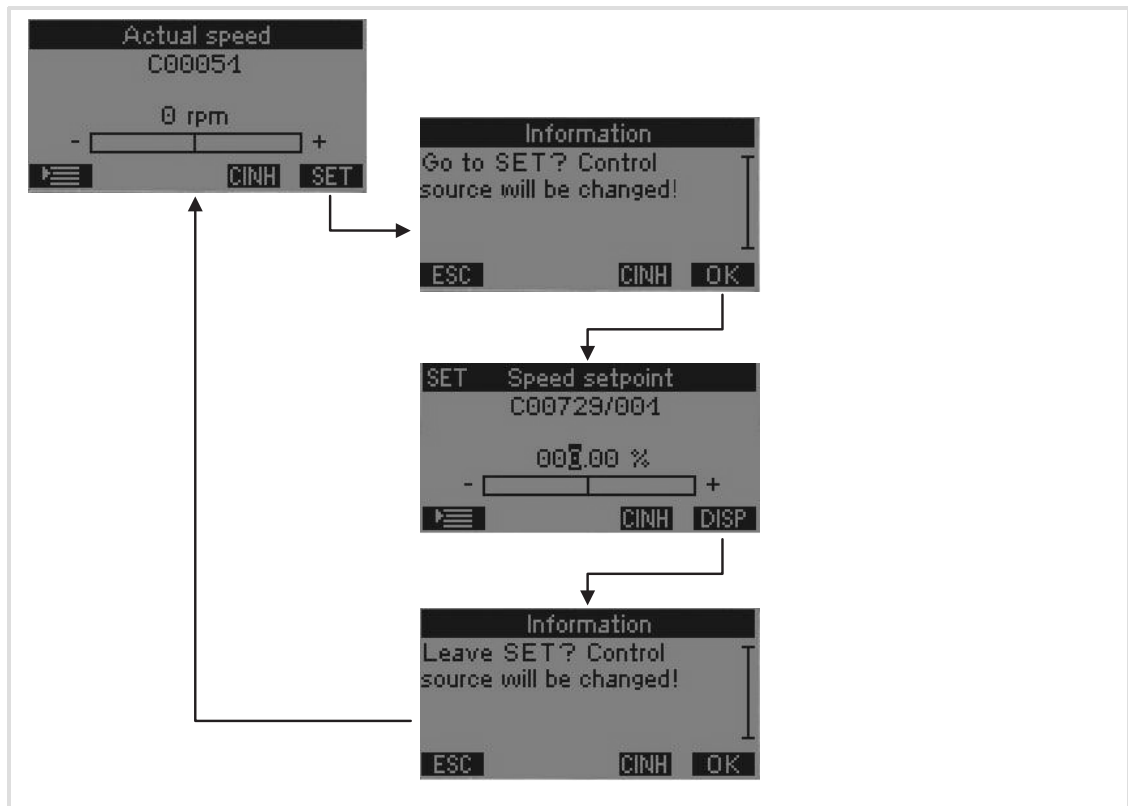 Actual speed
C00051
0 rpm
- +
CINH SET
Information
Go to SET? Control
source will be changed!
ESC CINH OK
SET Speed setpoint
C00729/001
000.00 %
- +
CINH DISP
Information
Leave SET? Control
source will be changed!
ESC CINH OK